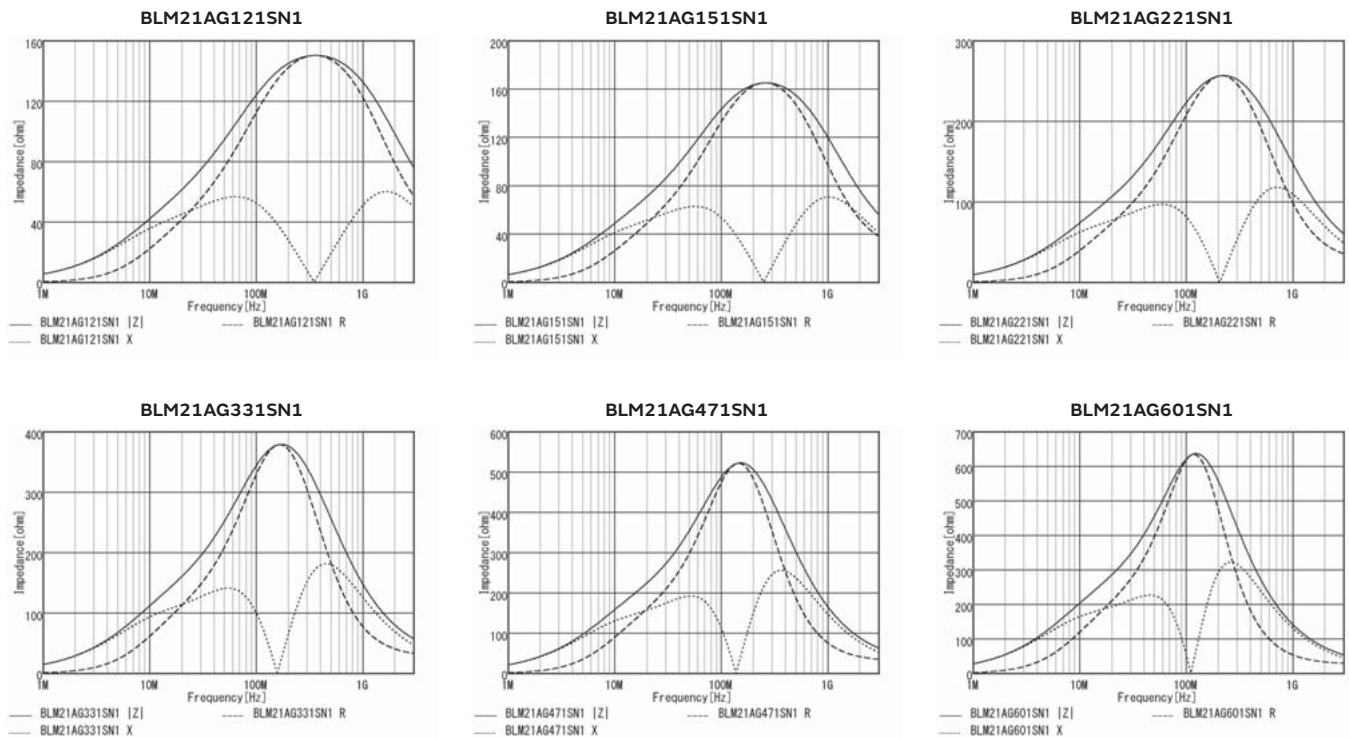 BLM21AG121SN1
160
120
80
40
0
Impedance[ohm]
1M 10M 100M 1G
Frequency[Hz]
BLM21AG121SN1 |Z| BLM21AG121SN1 R
BLM21AG121SN1 X
BLM21AG151SN1
200
160
120
80
40
0
Impedance[ohm]
1M 10M 100M 1G
Frequency[Hz]
BLM21AG151SN1 |Z| BLM21AG151SN1 R
BLM21AG151SN1 X
BLM21AG221SN1
300
200
100
0
Impedance[ohm]
1M 10M 100M 1G
Frequency[Hz]
BLM21AG221SN1 |Z| BLM21AG221SN1 R
BLM21AG221SN1 X
BLM21AG331SN1
400
300
200
100
0
Impedance[ohm]
1M 10M 100M 1G
Frequency[Hz]
BLM21AG331SN1 |Z| BLM21AG331SN1 R
BLM21AG331SN1 X
BLM21AG471SN1
600
500
400
300
200
100
0
Impedance[ohm]
1M 10M 100M 1G
Frequency[Hz]
BLM21AG471SN1 |Z| BLM21AG471SN1 R
BLM21AG471SN1 X
BLM21AG601SN1
700
600
500
400
300
200
100
0
Impedance[ohm]
1M 10M 100M 1G
Frequency[Hz]
BLM21AG601SN1 |Z| BLM21AG601SN1 R
BLM21AG601SN1 X